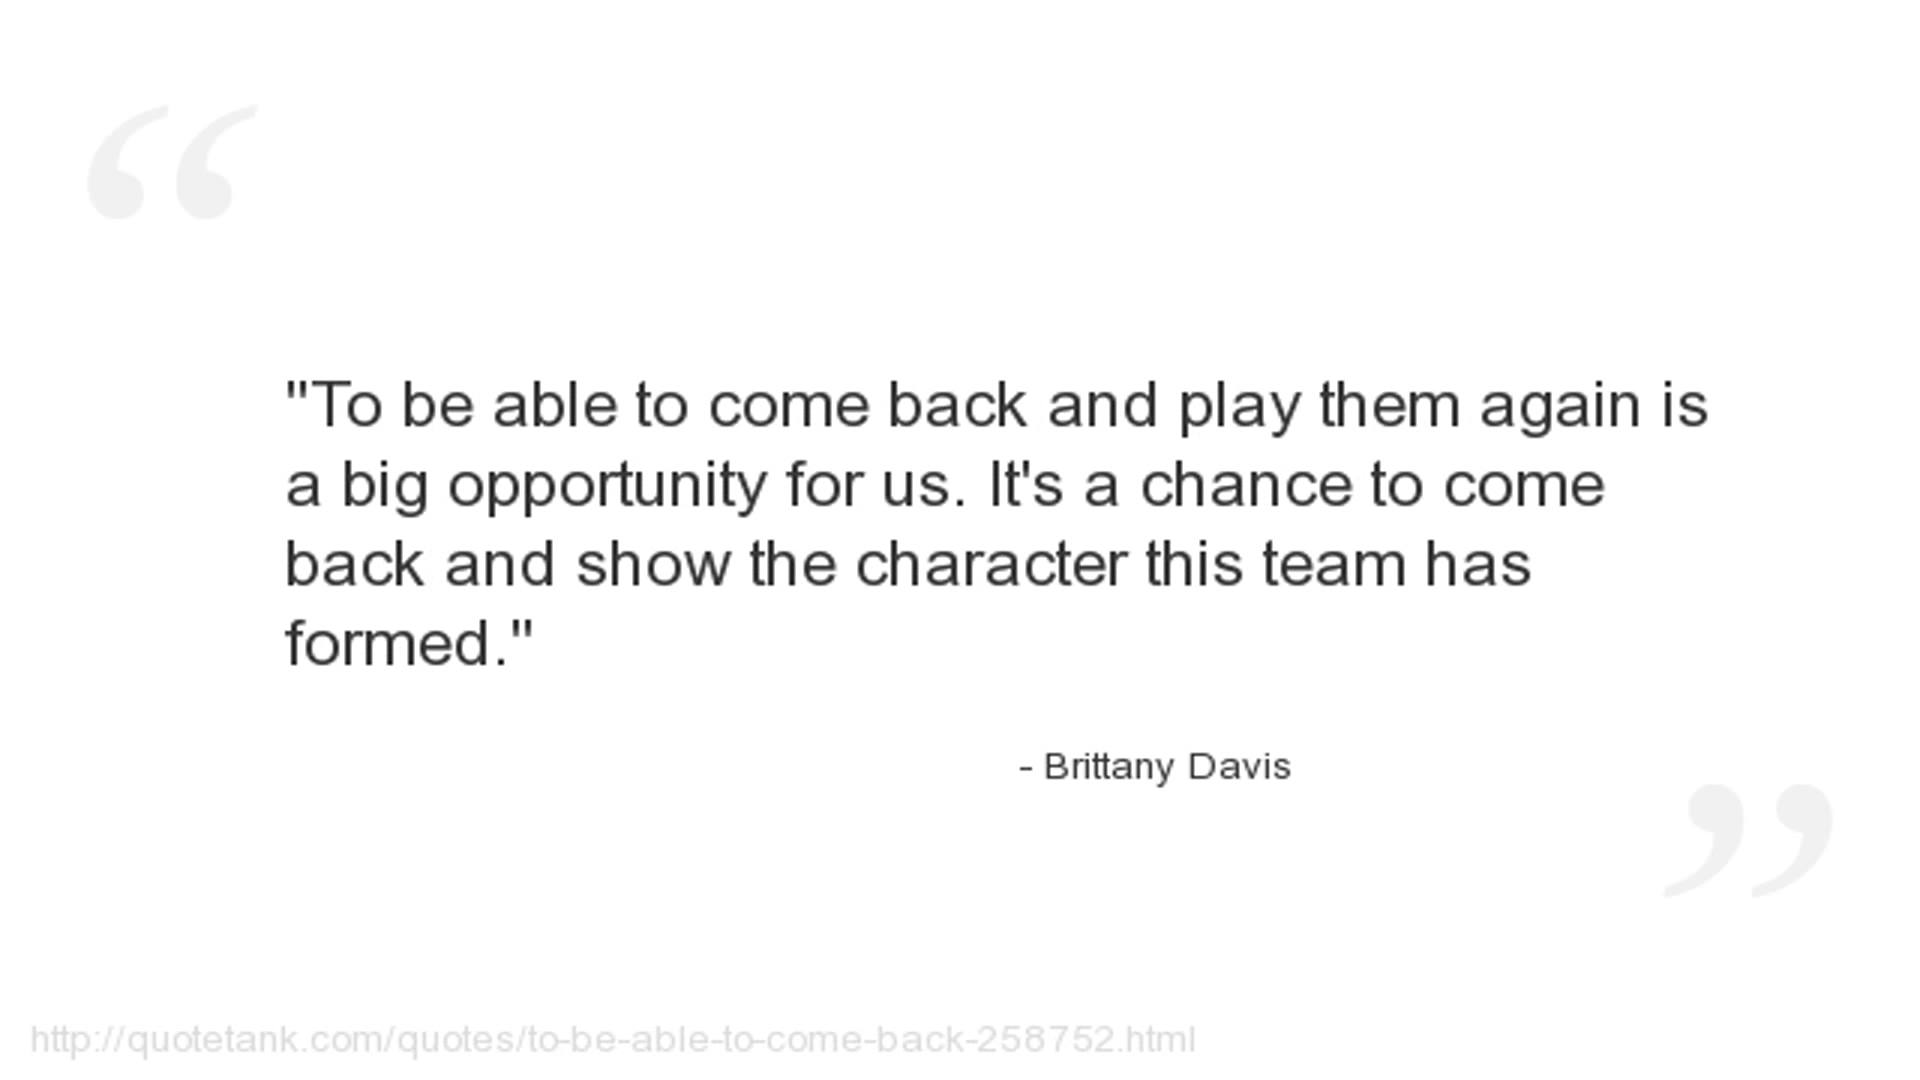 "To be able to come back and play them again is
a big opportunity for us. It's a chance to come
back and show the character this team has
formed."
- Brittany Davis
http://quotetank.com/quotes/to-be-able-to-come-back-258752.html